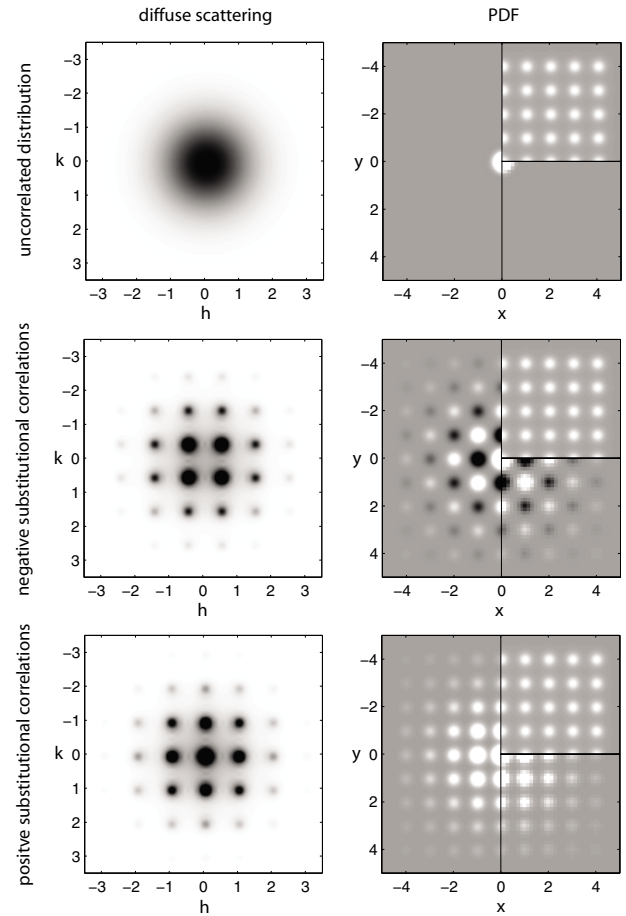 diffuse scattering PDF
uncorrelated distribution
−3
−2
−1
k 0
1
2
3
−3 −2 −1 0 1 2 3
h
−4
−2
y 0
2
4
−4 −2 0 2 4
x
negative substitutional correlations
−3
−2
−1
k 0
1
2
3
−3 −2 −1 0 1 2 3
h
−4
−2
y 0
2
4
−4 −2 0 2 4
x
positve substitutional correlations
−3
−2
−1
k 0
1
2
3
−3 −2 −1 0 1 2 3
h
−4
−2
y 0
2
4
−4 −2 0 2 4
x